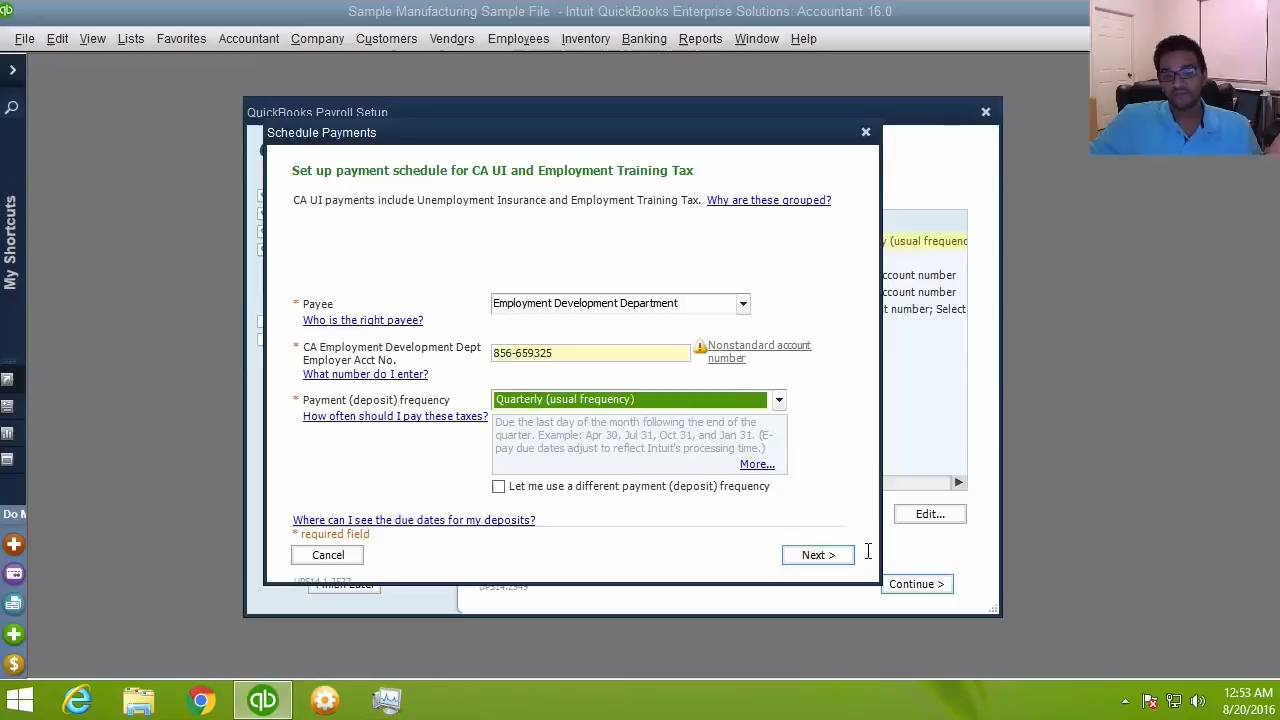 Sample Manufacturing Sample File - Intuit QuickBooks Enterprise Solutions: Accountant 16.0
File Edit View Lists Favorites Accountant Company Vendors Employees Inventory Banking Reports Window Help
QuickBooks Payroll Setup
Schedule Payments
Set up payment schedule for CA UI and Employment Training Tax
CA UI payments include Unemployment Insurance and Employment Training Tax. Why are these grouped?
(usual frequenc
ccount number
ccount number
t number; Select
My Shortcuts
* Payee
Employment Development Department
Who is the right payee?
* CA Employment Development Dept
Employer Acct No.
856-659325
Nonstandard account
number
What number do I enter?
* Payment (deposit) frequency
Quarterly (usual frequency)
How often should I pay these taxes?
Due the last day of the month following the end of the
quarter. Example: Apr 30, Jul 31, Oct 31, and Jan 31. (E-
pay due dates adjust to reflect Intuit's processing time.)
More...
Let me use a different payment (deposit) frequency
Where can I see the due dates for my deposits?
* required field
Cancel
Next >
Edit...
Continue >
Do M
qb
12:53 AM
8/20/2016